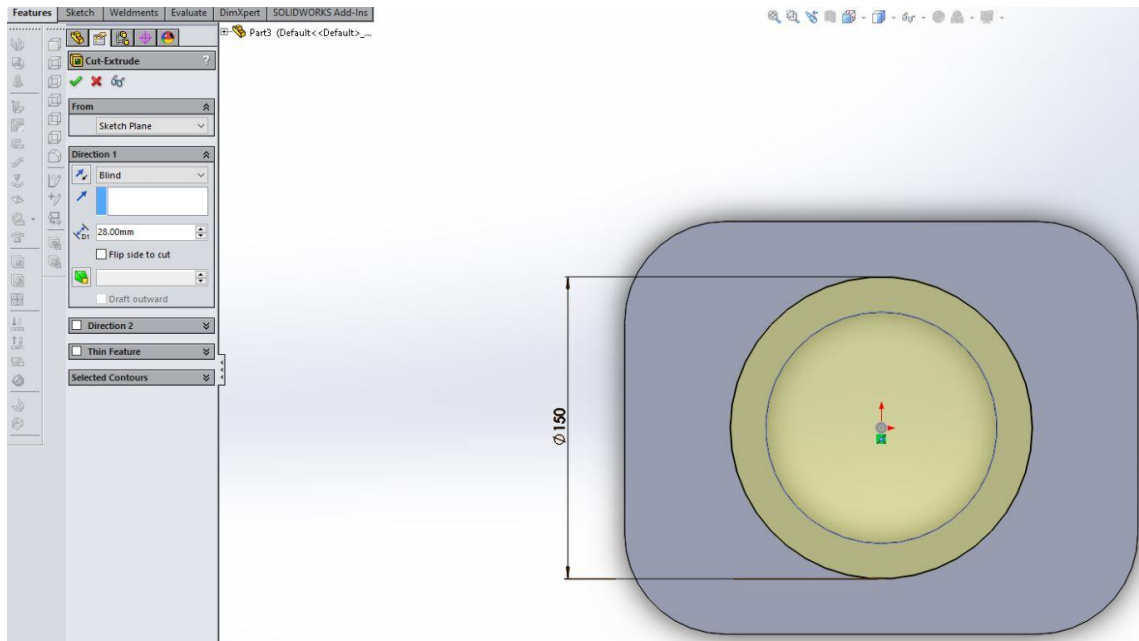 Features Sketch Weldments Evaluate DimXpert SOLIDWORKS Add-Ins
Part3 (Default<<Default>_...
Cut-Extrude ?
From
Sketch Plane
Direction 1
Blind
D1 28.00mm
Flip side to cut
Draft outward
Direction 2
Thin Feature
Selected Contours
Ø150